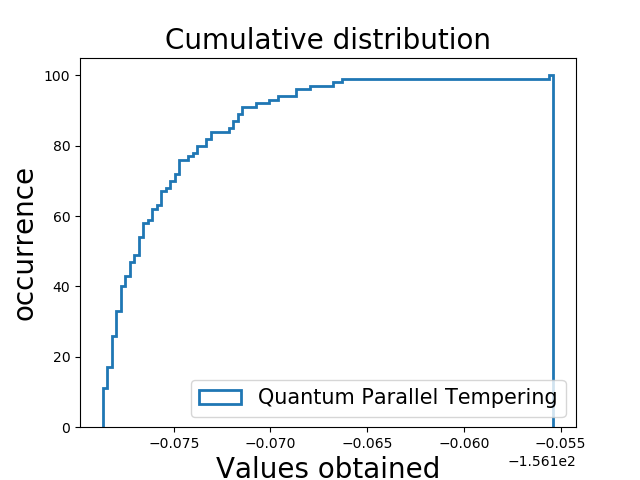 Cumulative distribution
occurrence
100
80
60
40
20
0
Quantum Parallel Tempering
−0.075 −0.070 −0.065 −0.060 −0.055
−1.561e2
Values obtained